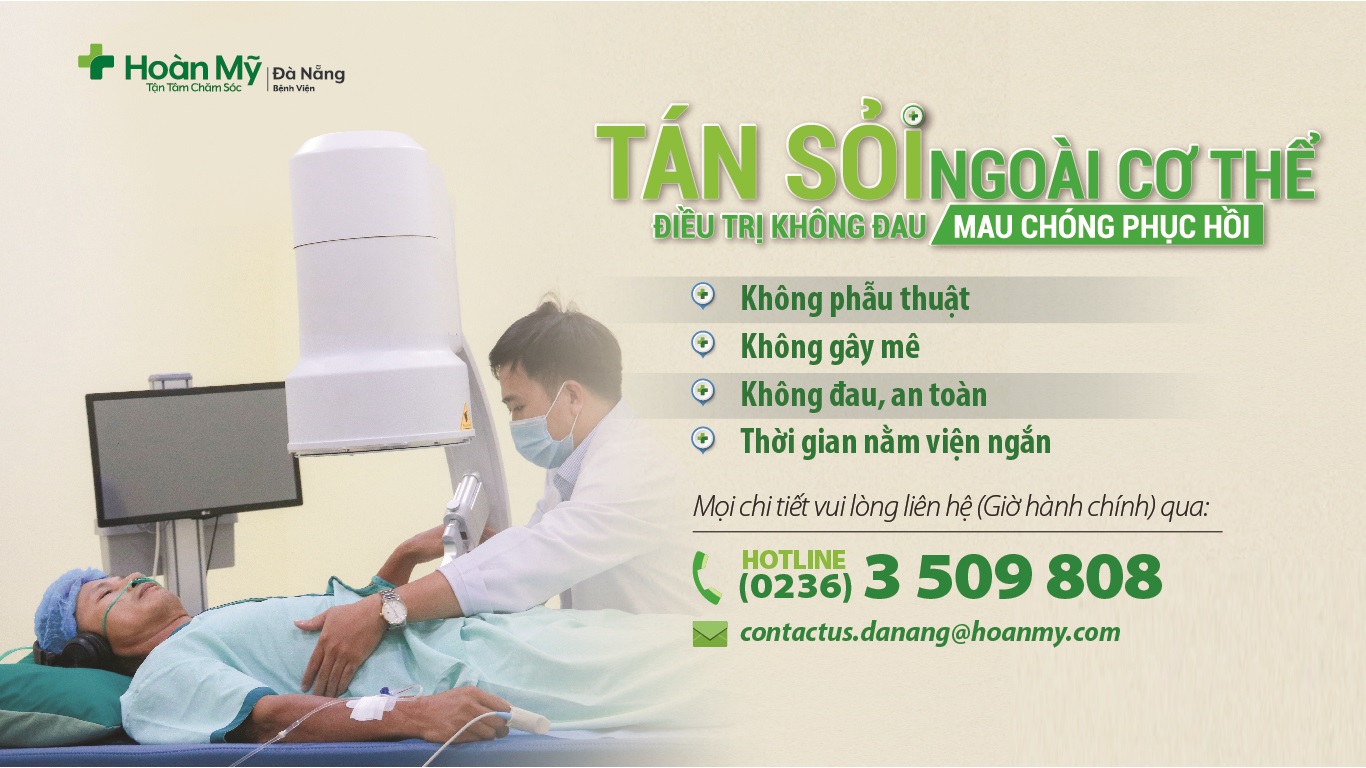 Hoàn Mỹ
Tận Tâm Chăm Sóc
Đà Nẵng
Bệnh Viện
TÁN SỎI NGOÀI CƠ THỂ
ĐIỀU TRỊ KHÔNG ĐAU MAU CHÓNG PHỤC HỒI
Không phẫu thuật
Không gây mê
Không đau, an toàn
Thời gian nằm viện ngắn
Mọi chi tiết vui lòng liên hệ (Giờ hành chính) qua:
HOTLINE
(0236) 3 509 808
contactus.danang@hoanmy.com